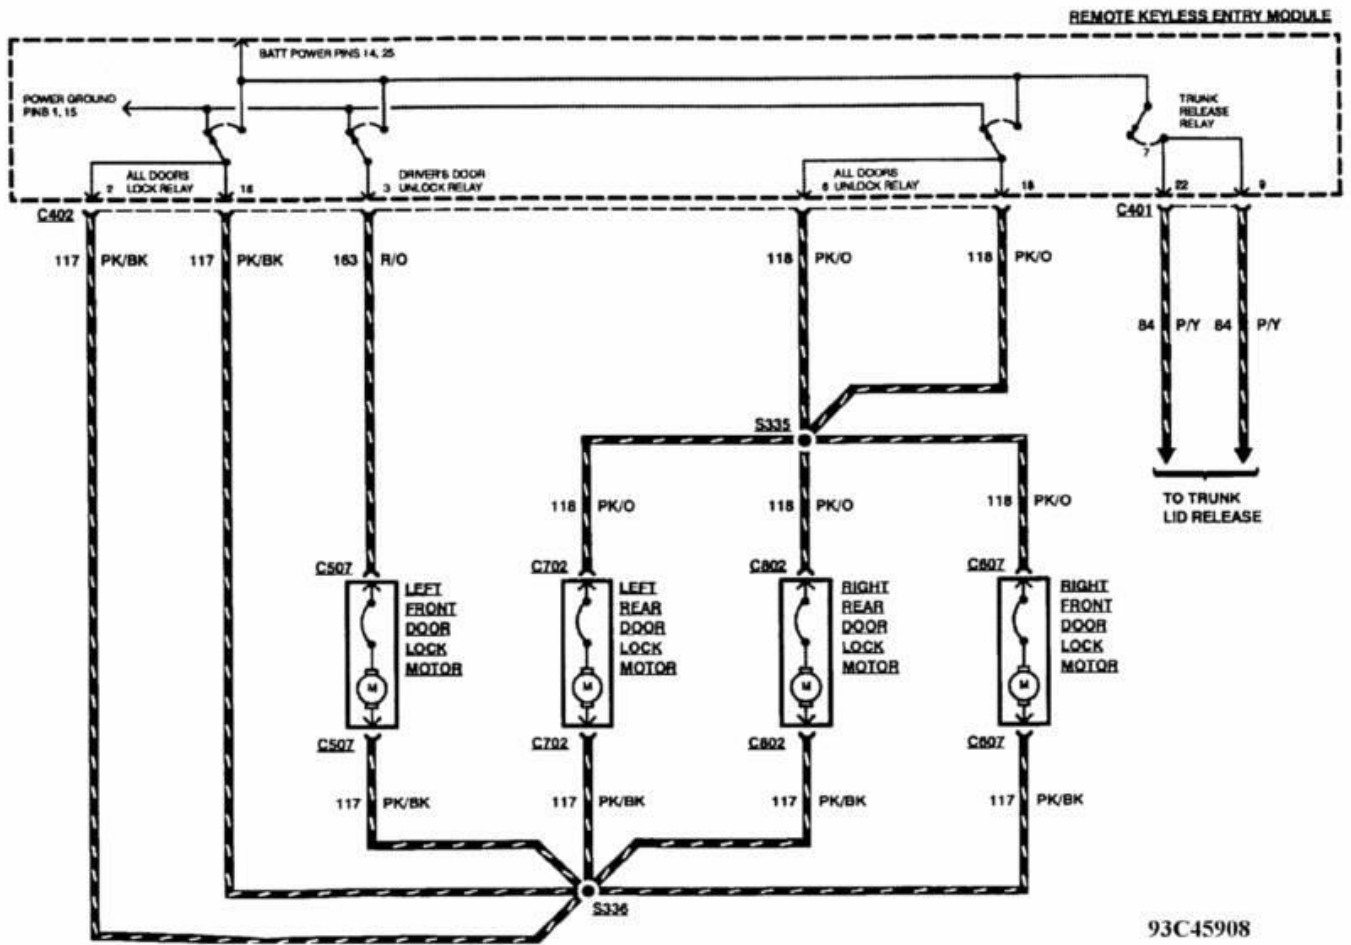 REMOTE KEYLESS ENTRY MODULE
BATT POWER PINS 14, 25
POWER GROUND
PINS 1, 15
TRUNK
RELEASE
RELAY
7
2
ALL DOORS
LOCK RELAY
16
3
DRIVER'S DOOR
UNLOCK RELAY
ALL DOORS
6 UNLOCK RELAY
18
22
9
C402
C401
117 PK/BK
117 PK/BK
163 R/O
118 PK/O
118 PK/O
84 P/Y
84 P/Y
S335
TO TRUNK
LID RELEASE
118 PK/O
118 PK/O
118 PK/O
C507
LEFT
FRONT
DOOR
LOCK
MOTOR
M
C507
C702
LEFT
REAR
DOOR
LOCK
MOTOR
M
C702
C802
RIGHT
REAR
DOOR
LOCK
MOTOR
M
C802
C607
RIGHT
FRONT
DOOR
LOCK
MOTOR
M
C607
117 PK/BK
117 PK/BK
117 PK/BK
117 PK/BK
S336
93C45908